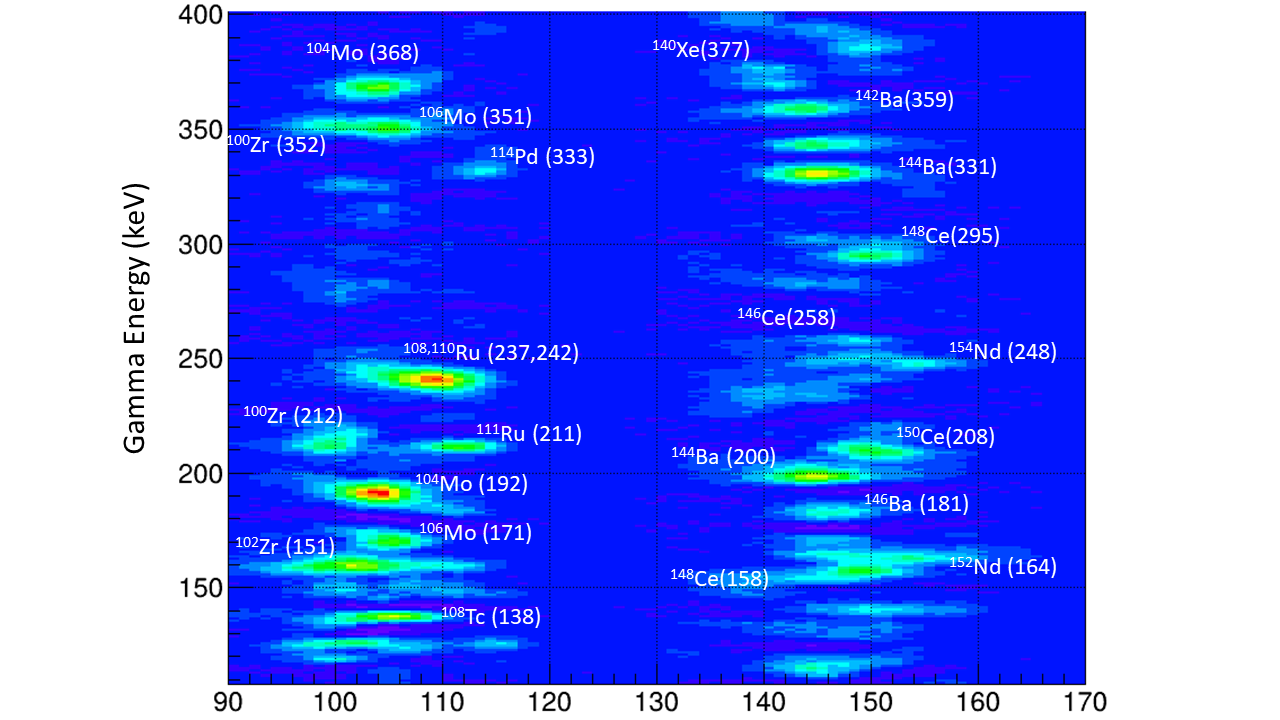 400
¹⁰⁴Mo (368)
¹⁴⁰Xe(377)
¹⁴²Ba(359)
¹⁰⁶Mo (351)
350
¹⁰⁰Zr (352)
¹¹⁴Pd (333)
¹⁴⁴Ba(331)
¹⁴⁸Ce(295)
300
¹⁴⁶Ce(258)
Gamma Energy (keV)
¹⁰⁸,¹¹⁰Ru (237,242)
¹⁵⁴Nd (248)
250
¹⁰⁰Zr (212)
¹¹¹Ru (211)
¹⁵⁰Ce(208)
¹⁴⁴Ba (200)
200
¹⁰⁴Mo (192)
¹⁴⁶Ba (181)
¹⁰⁶Mo (171)
¹⁰²Zr (151)
¹⁵²Nd (164)
¹⁴⁸Ce(158)
150
¹⁰⁸Tc (138)
90 100 110 120 130 140 150 160 170